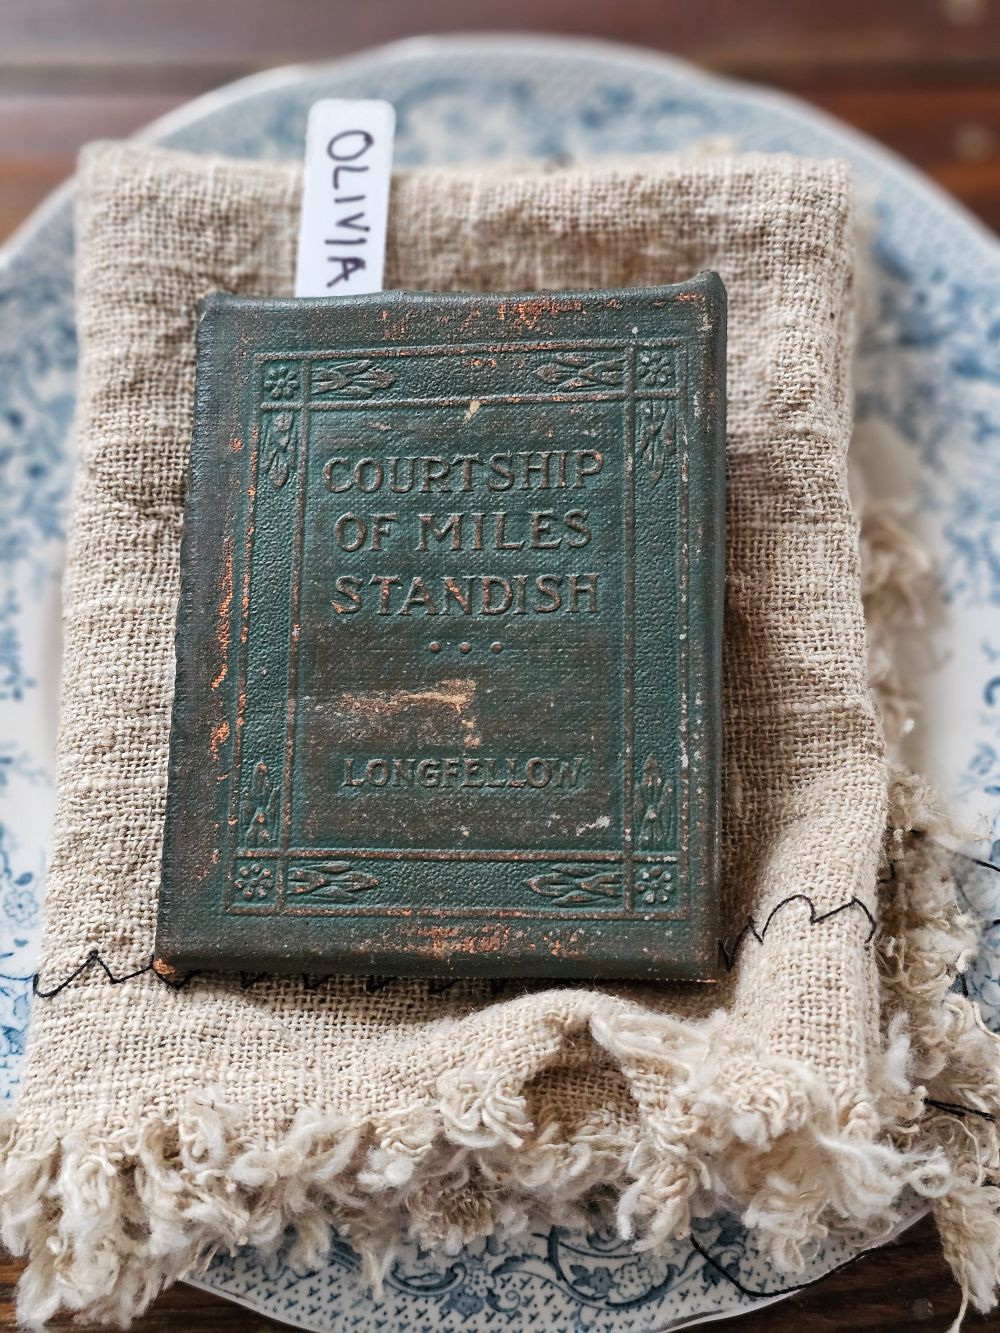 OLIVIA
COURTSHIP
OF MILES
STANDISH
• • •
LONGFELLOW